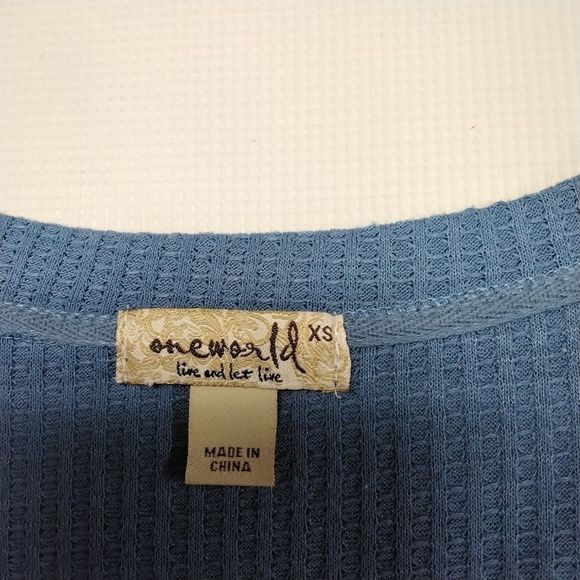 oneworld XS
live and let live
MADE IN
CHINA